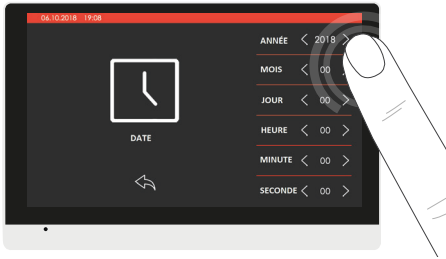 06.10.2018 19:08
ANNÉE 2018
MOIS 00
JOUR 00
HEURE 00
MINUTE 00
SECONDE 00
DATE